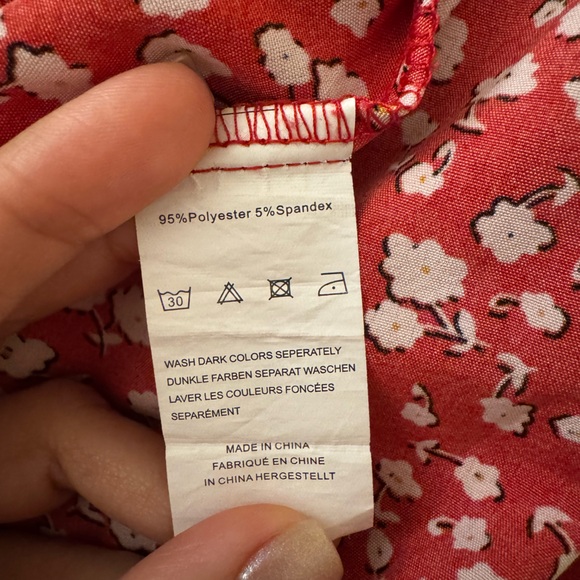 95%Polyester 5%Spandex
30
WASH DARK COLORS SEPERATELY
DUNKLE FARBEN SEPARAT WASCHEN
LAVER LES COULEURS FONCÉES
SEPARÉMENT
MADE IN CHINA
FABRIQUÉ EN CHINE
IN CHINA HERGESTELLT